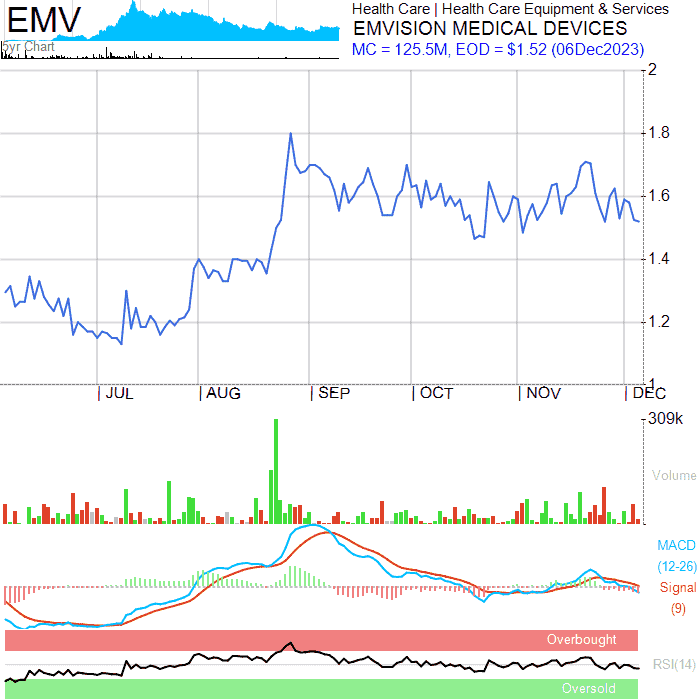 EMV
Health Care | Health Care Equipment & Services
EMVISION MEDICAL DEVICES
5yr Chart
MC = 125.5M, EOD = $1.52 (06Dec2023)
2
1.8
1.6
1.4
1.2
1
JUL
AUG
SEP
OCT
NOV
DEC
309k
Volume
MACD
(12-26)
Signal
(9)
Overbought
RSI(14)
Oversold